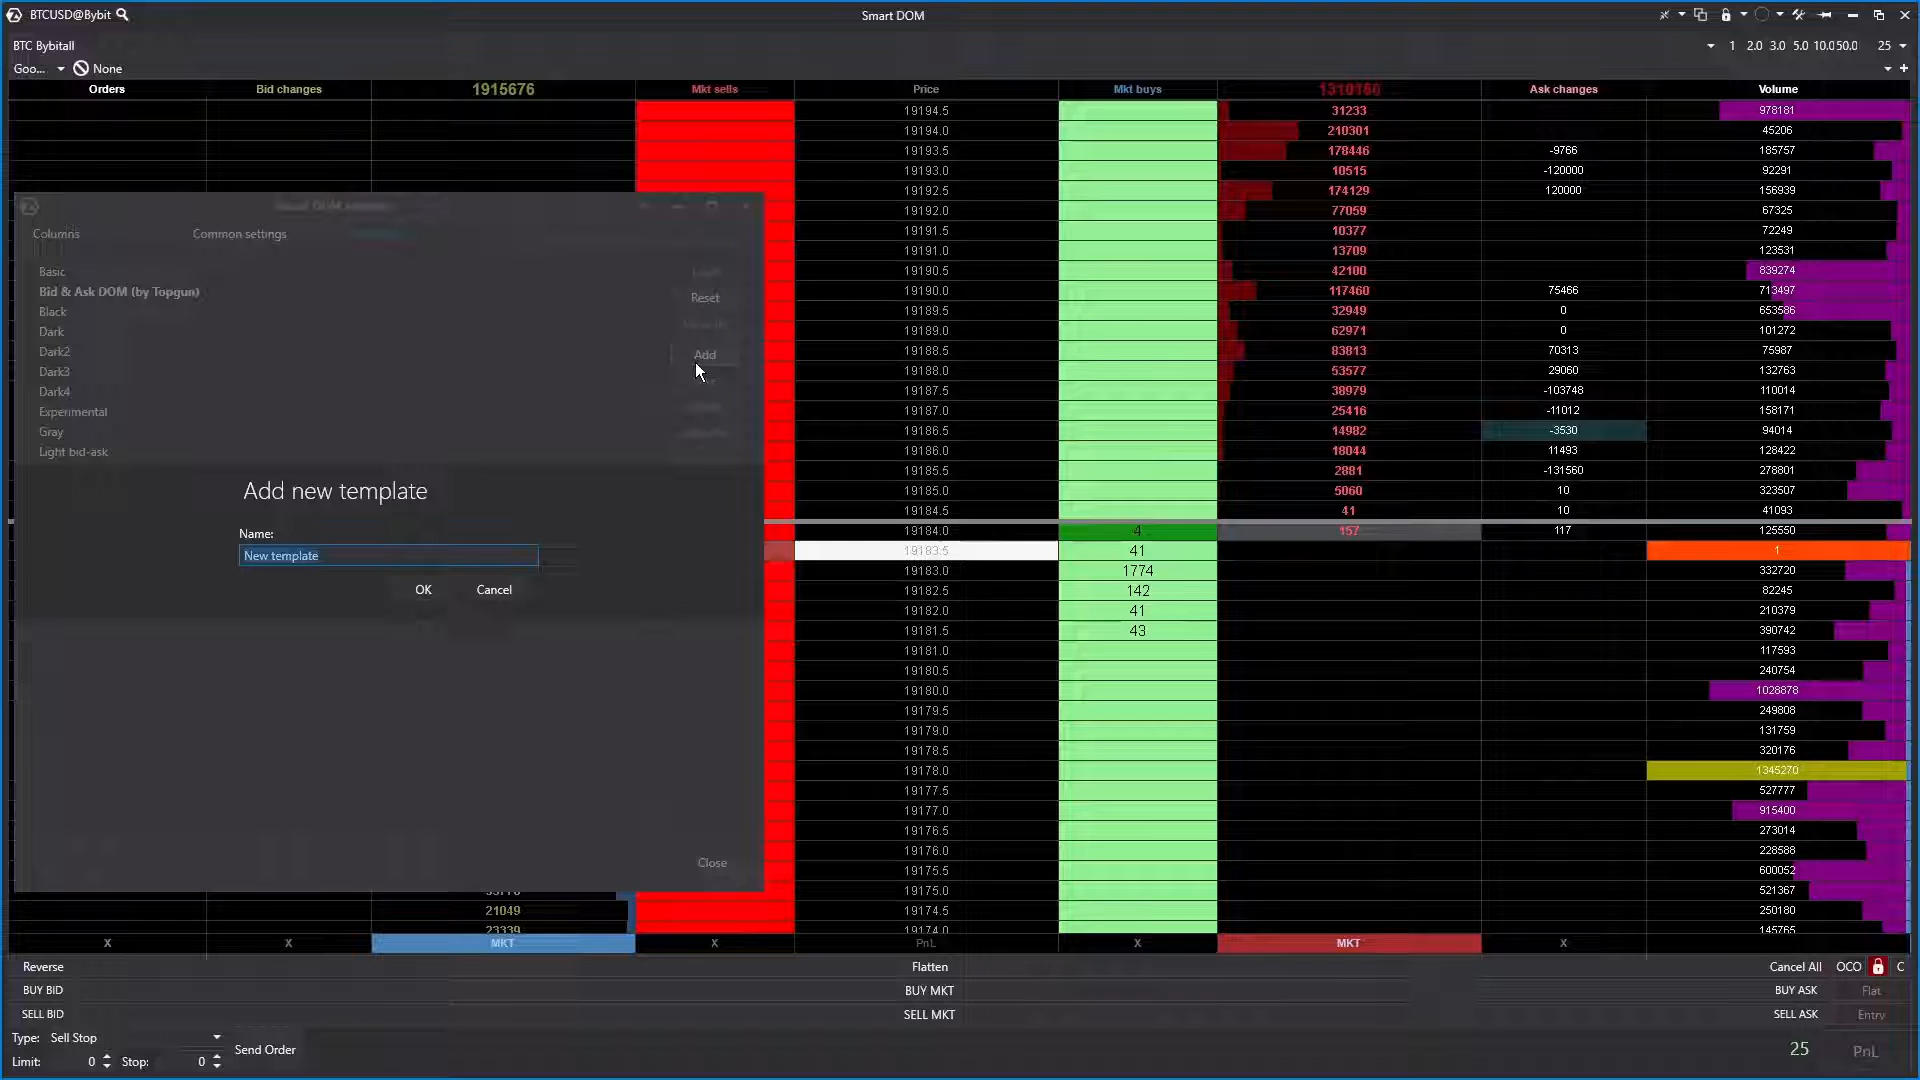 BTCUSD@Bybit
Smart DOM
BTC Bybitall
1 2.0 3.0 5.0 10.0 50.0 25
Goo... None
Orders Bid changes 1915676 Mkt sells Price Mkt buys 1310166 Ask changes Volume
19194.5 31233 978181
19194.0 210301 45206
19193.5 178446 -9766 185757
19193.0 10515 -120000 92291
19192.5 174129 120000 156939
19192.0 77059 67325
19191.5 10377 72249
19191.0 13709 123531
19190.5 42100 839274
19190.0 117460 75466 713497
19189.5 32949 0 653586
19189.0 62971 0 101272
19188.5 83813 70313 75987
19188.0 53577 29060 132763
19187.5 38979 -103748 110014
19187.0 25416 -11012 158171
19186.5 14982 -3530 94014
19186.0 18044 11493 128422
19185.5 2881 -131560 278801
19185.0 5060 10 323507
19184.5 41 10 41093
19184.0 4 157 117 125550
19183.5 41 1
19183.0 1774 332720
19182.5 142 82245
19182.0 41 210379
19181.5 43 390742
19181.0 117593
19180.5 240754
19180.0 1028878
19179.5 249808
19179.0 131759
19178.5 320176
19178.0 1345270
19177.5 527777
19177.0 915400
19176.5 273014
19176.0 228588
19175.5 600052
19175.0 521367
21049 19174.5 250180
23339 19174.0 145765
Columns Common settings
Basic
Bid & Ask DOM (by Topgun)
Black
Dark
Dark2
Dark3
Dark4
Experimental
Gray
Light bid-ask
Reset
Add
Add new template
Name:
New template
OK Cancel
Close
X X MKT X PnL X MKT X
Reverse Flatten Cancel All OCO C
BUY BID BUY MKT BUY ASK Flat
SELL BID SELL MKT SELL ASK Entry
Type: Sell Stop
Send Order
Limit: 0 Stop: 0
25 PnL